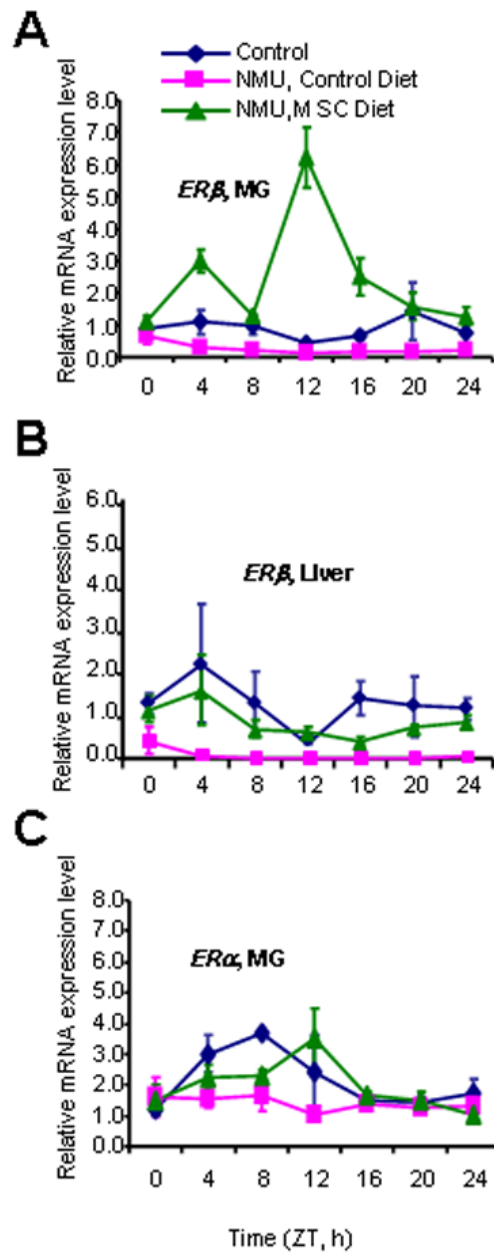 A
Control
NMU, Control Diet
NMU,M SC Diet
Relative mRNA expression level
8.0
7.0
6.0
5.0
4.0
3.0
2.0
1.0
0.0
ERβ, MG
0 4 8 12 16 20 24
B
Relative mRNA expression level
6.0
5.0
4.0
3.0
2.0
1.0
0.0
ERβ, Liver
0 4 8 12 16 20 24
C
Relative mRNA expression level
8.0
7.0
6.0
5.0
4.0
3.0
2.0
1.0
0.0
ERα, MG
0 4 8 12 16 20 24
Time (ZT, h)